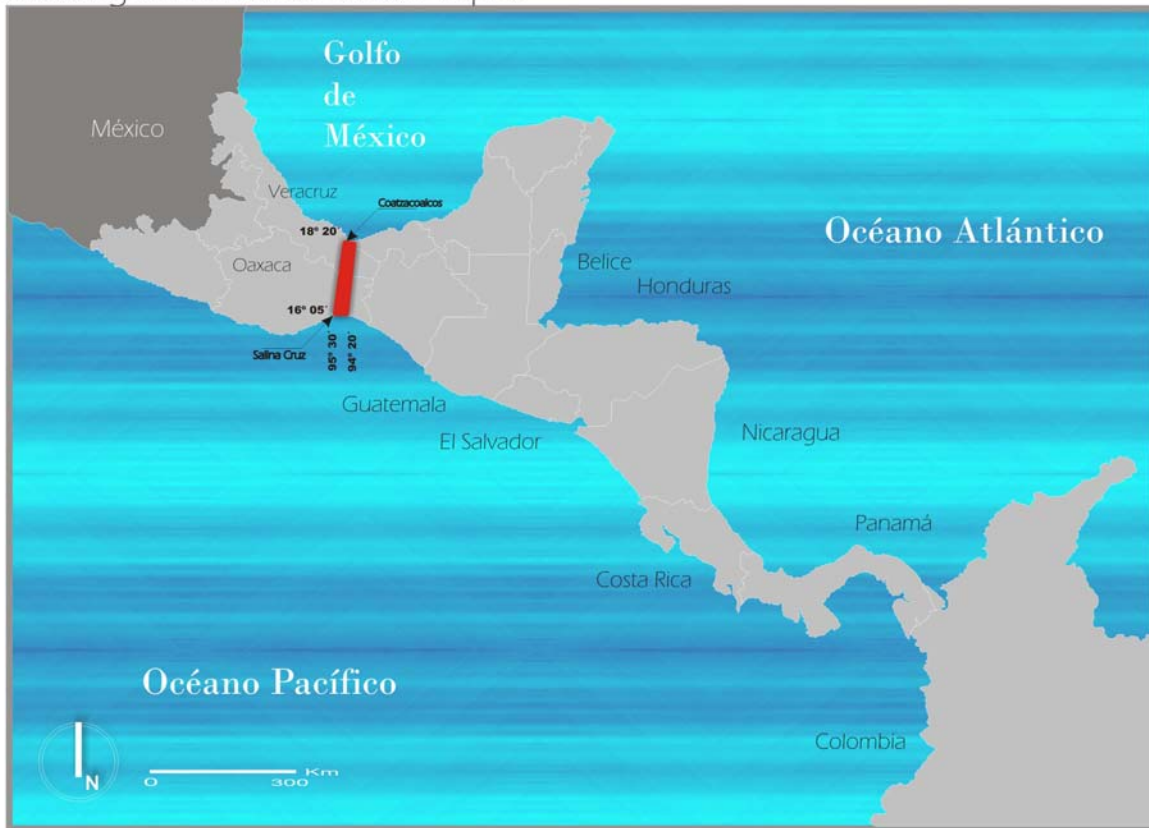 Golfo
de
México
México
Veracruz
Coatzacoalcos
18° 20´
Océano Atlántico
Oaxaca
Belice
Honduras
16° 05´
Salina Cruz
95° 30´
94° 20´
Guatemala
El Salvador
Nicaragua
Panamá
Costa Rica
Océano Pacífico
Colombia
N
Km
0
300